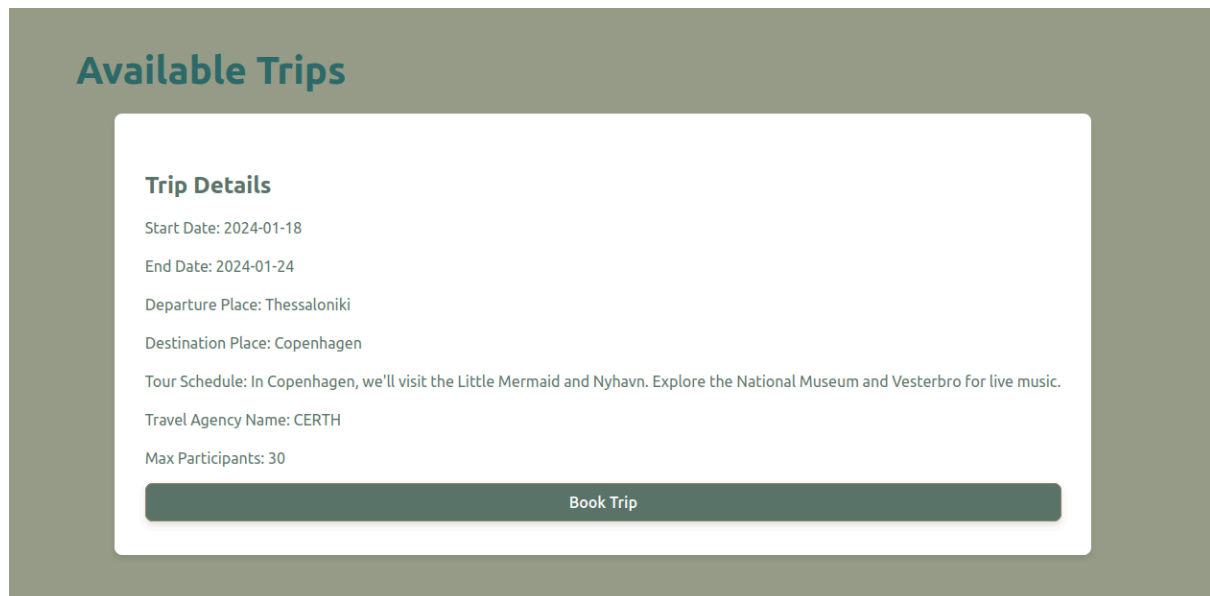 Available Trips
Trip Details
Start Date: 2024-01-18
End Date: 2024-01-24
Departure Place: Thessaloniki
Destination Place: Copenhagen
Tour Schedule: In Copenhagen, we'll visit the Little Mermaid and Nyhavn. Explore the National Museum and Vesterbro for live music.
Travel Agency Name: CERTH
Max Participants: 30
Book Trip